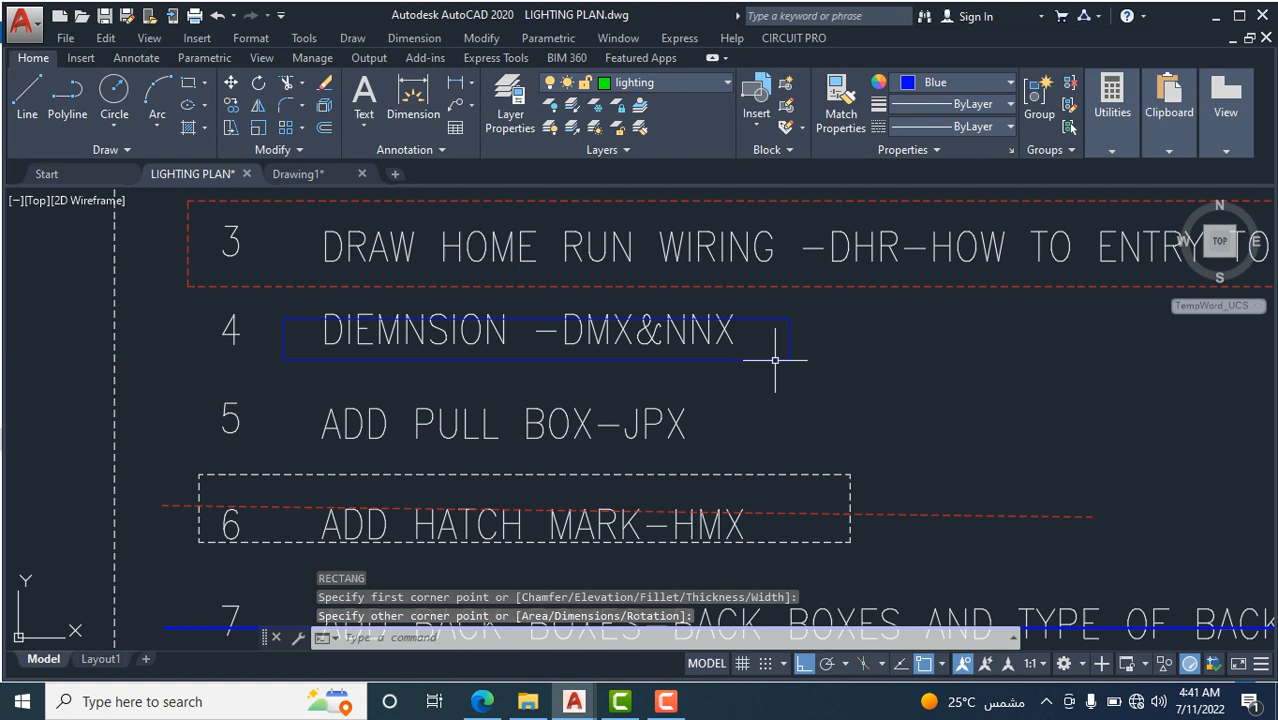 Autodesk AutoCAD 2020 LIGHTING PLAN.dwg
Type a keyword or phrase
Sign In
File Edit View Insert Format Tools Draw Dimension Modify Parametric Window Express Help CIRCUIT PRO
Home Insert Annotate Parametric View Manage Output Add-ins Express Tools BIM 360 Featured Apps
Line Polyline Circle Arc
Text Dimension
Layer Properties
lighting
Insert
Match Properties
Blue
ByLayer
ByLayer
Group
Utilities
Clipboard
View
Draw Modify Annotation Layers Block Properties Groups
Start LIGHTING PLAN* Drawing1*
[−][Top][2D Wireframe]
N
W TOP E
S
TempWord_UCS
3 DRAW HOME RUN WIRING -DHR-HOW TO ENTRY TO
4 DIEMNSION -DMX&NNX
5 ADD PULL BOX-JPX
6 ADD HATCH MARK-HMX
RECTANG
Specify first corner point or [Chamfer/Elevation/Fillet/Thickness/Width]:
Specify other corner point or [Area/Dimensions/Rotation]:
7 ADD BACK BOXES-BACK BOXES AND TYPE OF BACK
Type a command
Y
X
Model Layout1
MODEL
1:1
Type here to search
25°C مشمس
4:41 AM
7/11/2022
1